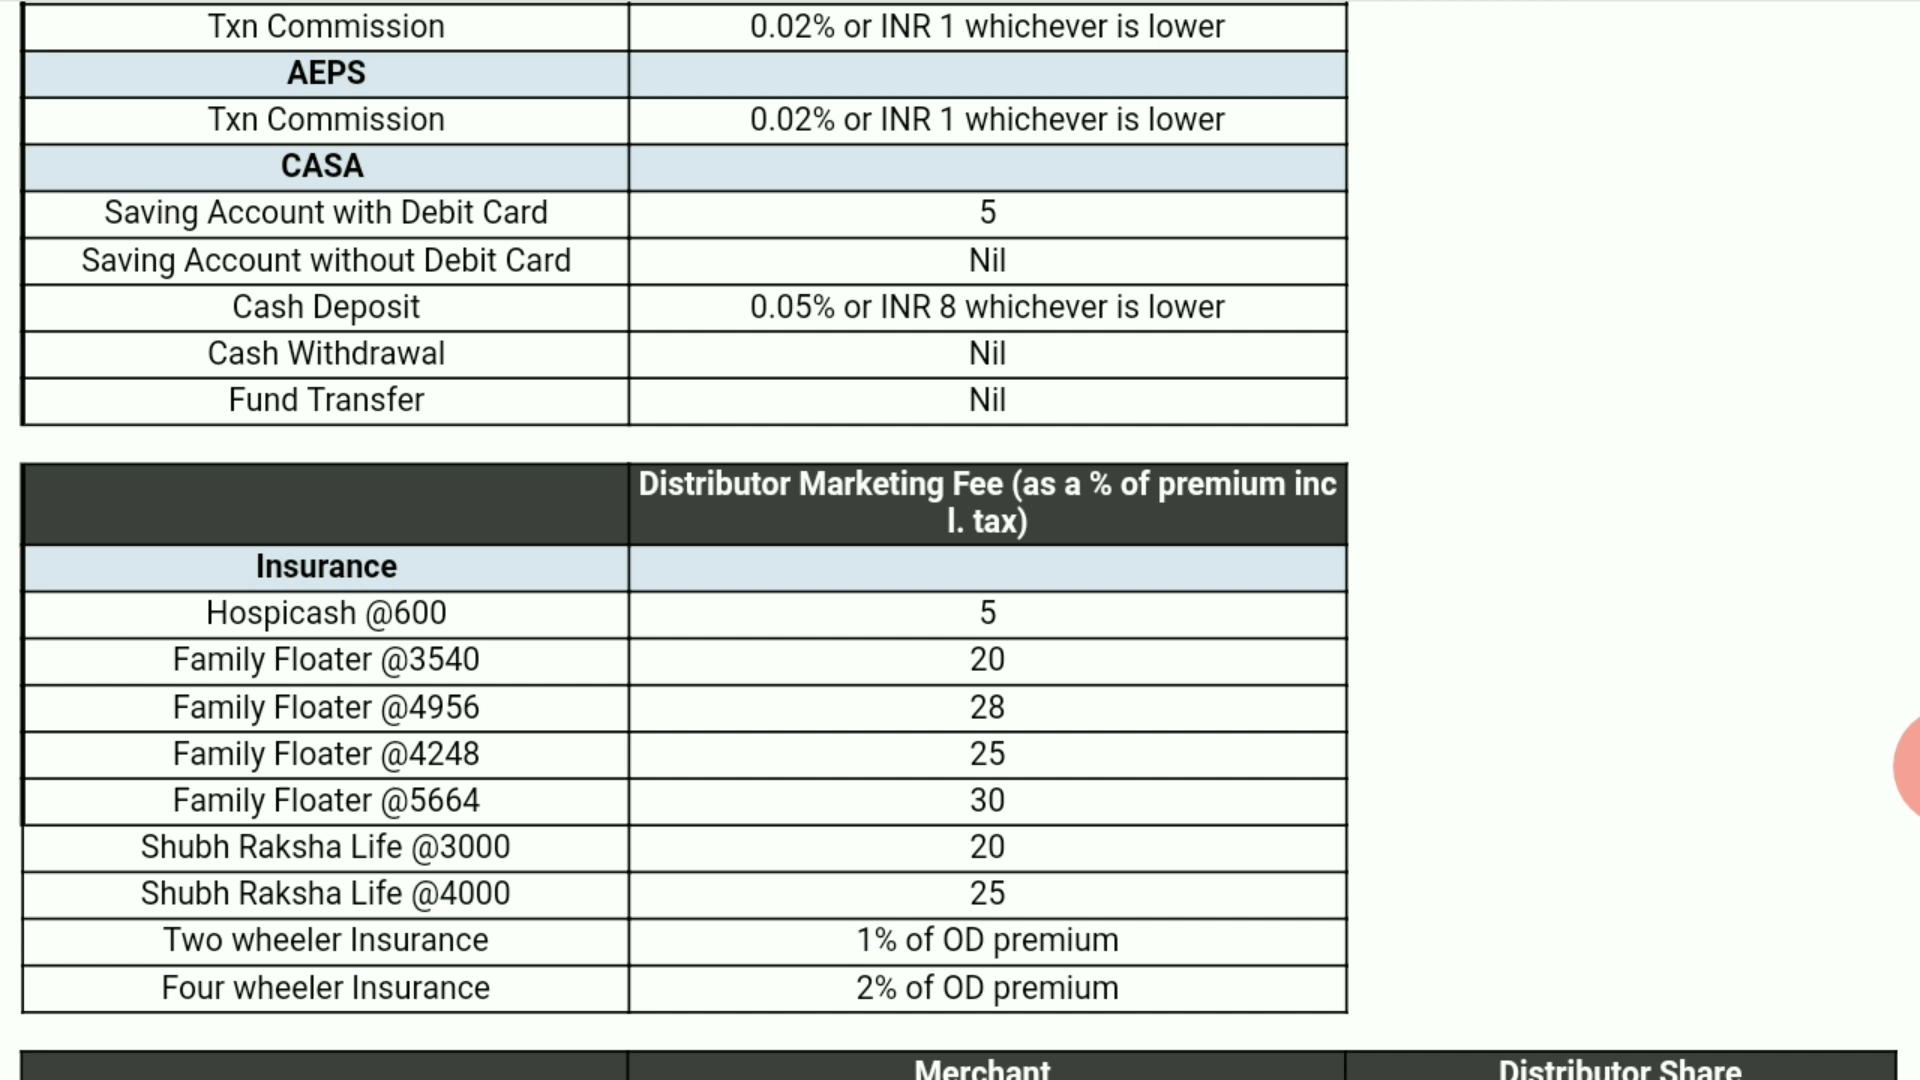 Txn Commission 0.02% or INR 1 whichever is lower
AEPS
Txn Commission 0.02% or INR 1 whichever is lower
CASA
Saving Account with Debit Card 5
Saving Account without Debit Card Nil
Cash Deposit 0.05% or INR 8 whichever is lower
Cash Withdrawal Nil
Fund Transfer Nil
Distributor Marketing Fee (as a % of premium inc
l. tax)
Insurance
Hospicash @600 5
Family Floater @3540 20
Family Floater @4956 28
Family Floater @4248 25
Family Floater @5664 30
Shubh Raksha Life @3000 20
Shubh Raksha Life @4000 25
Two wheeler Insurance 1% of OD premium
Four wheeler Insurance 2% of OD premium
Merchant Distributor Share